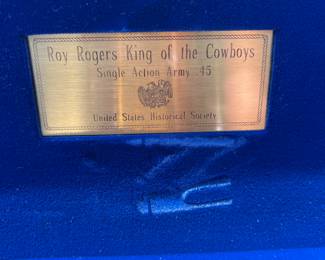 Roy Rogers King of the Cowboys
Single Action Army .45
United States Historical Society